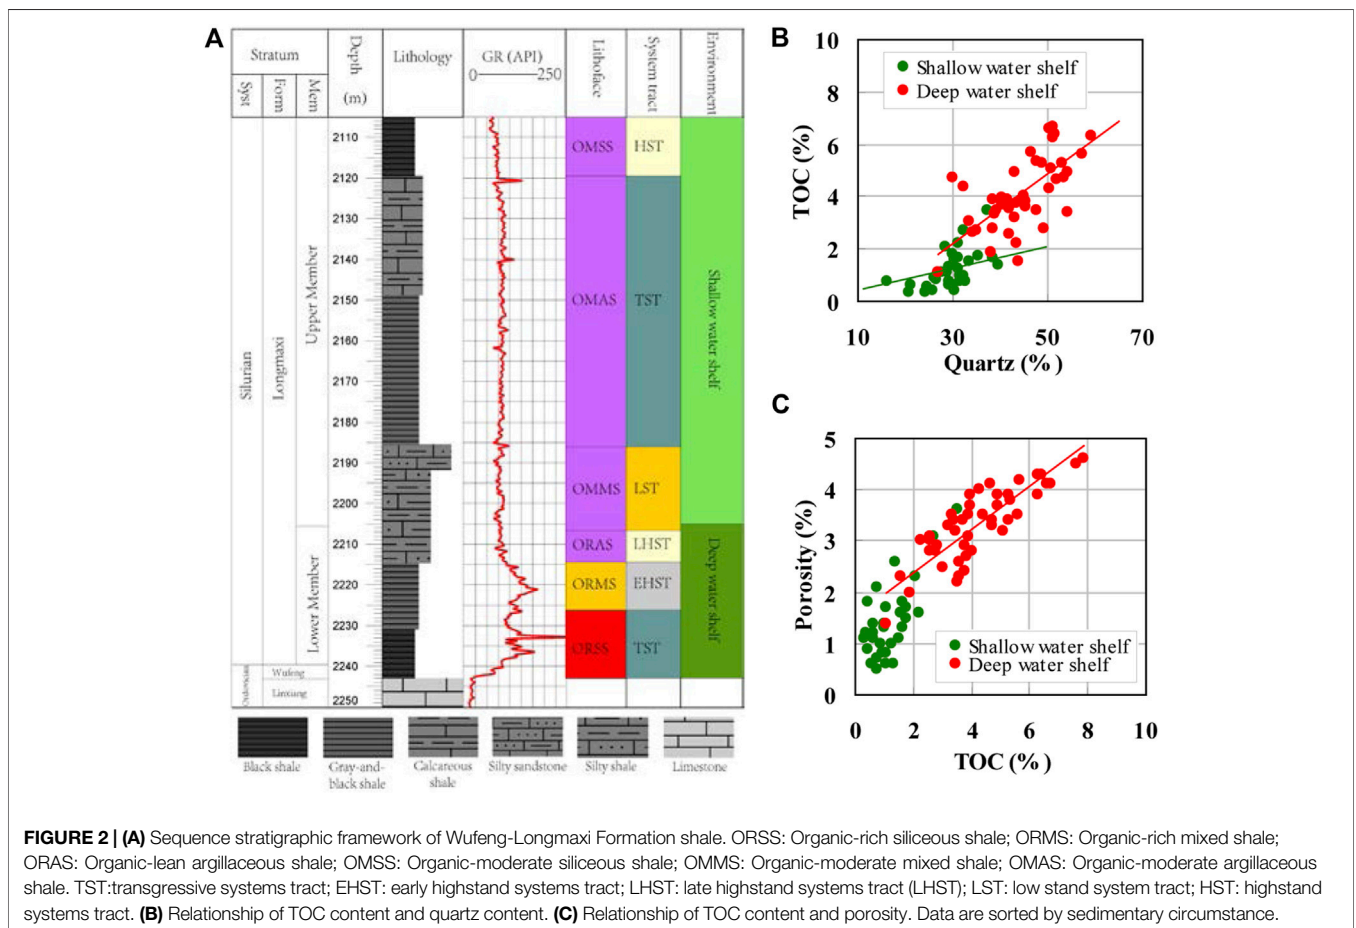 A
Stratum
Syst
Form
Mem
Depth
(m)
Lithology
GR (API)
0
250
Lithoface
System tract
Environment
Silurian
Longmaxi
Upper Member
Lower Member
Ordovician
Wufeng
Linxiang
2110
2120
2130
2140
2150
2160
2170
2180
2190
2200
2210
2220
2230
2240
2250
OMSS
HST
OMAS
TST
OMMS
LST
ORAS
LHST
ORMS
EHST
ORSS
TST
Shallow water shelf
Deep water shelf
Black shale
Gray-and-
black shale
Calcareous
shale
Silty sandstone
Silty shale
Limestone
B
TOC (%)
10
8
6
4
2
0
Shallow water shelf
Deep water shelf
10
30
50
70
Quartz (%)
C
Porosity (%)
5
4
3
2
1
0
Shallow water shelf
Deep water shelf
0
2
4
6
8
10
TOC (%)
FIGURE 2 | (A) Sequence stratigraphic framework of Wufeng-Longmaxi Formation shale. ORSS: Organic-rich siliceous shale; ORMS: Organic-rich mixed shale;
ORAS: Organic-lean argillaceous shale; OMSS: Organic-moderate siliceous shale; OMMS: Organic-moderate mixed shale; OMAS: Organic-moderate argillaceous
shale. TST:transgressive systems tract; EHST: early highstand systems tract; LHST: late highstand systems tract (LHST); LST: low stand system tract; HST: highstand
systems tract. (B) Relationship of TOC content and quartz content. (C) Relationship of TOC content and porosity. Data are sorted by sedimentary circumstance.